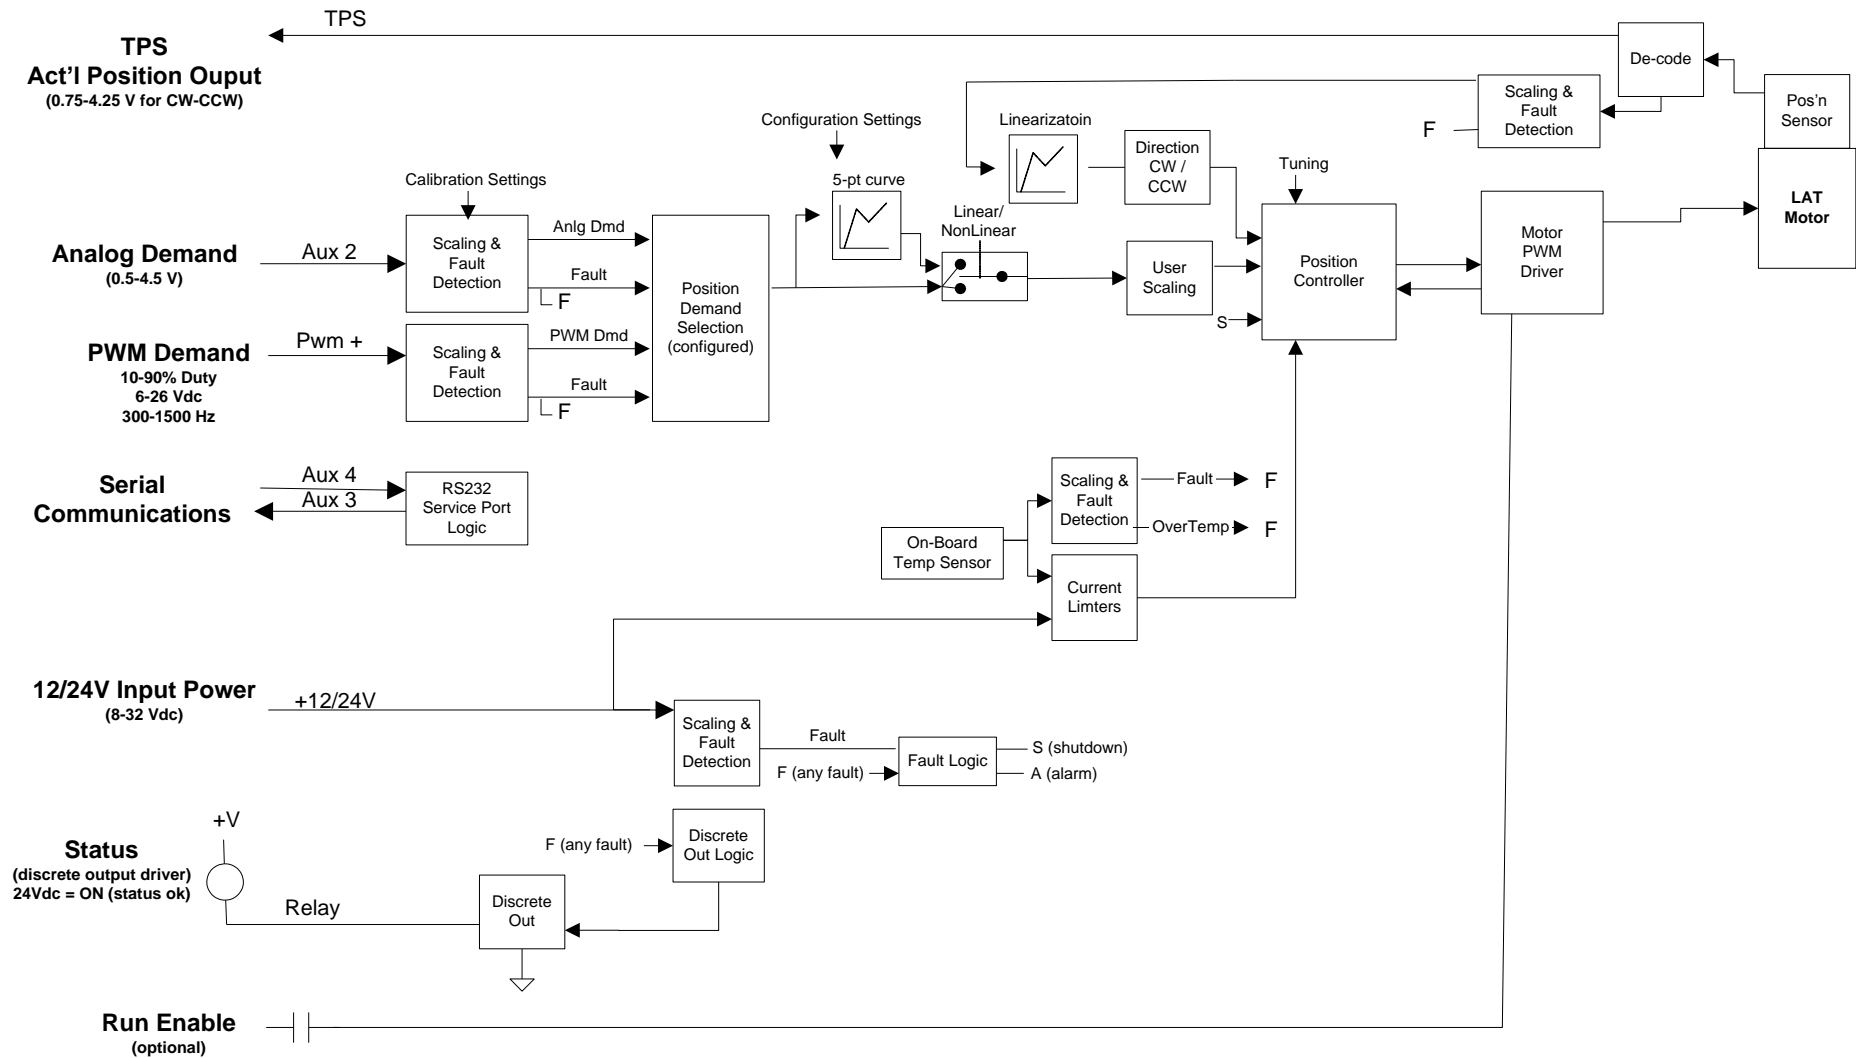 TPS
TPS
Act'l Position Ouput
(0.75-4.25 V for CW-CCW)
De-code
Scaling &
Fault
Detection
F
Pos'n
Sensor
LAT
Motor
Configuration Settings
Linearizatoin
Direction
CW /
CCW
Tuning
Calibration Settings
5-pt curve
Linear/
NonLinear
Analog Demand
(0.5-4.5 V)
Aux 2
Scaling &
Fault
Detection
Anlg Dmd
Fault
F
Position
Demand
Selection
(configured)
User
Scaling
S
Position
Controller
Motor
PWM
Driver
PWM Demand
10-90% Duty
6-26 Vdc
300-1500 Hz
Pwm +
Scaling &
Fault
Detection
PWM Dmd
Fault
F
Serial
Communications
Aux 4
Aux 3
RS232
Service Port
Logic
On-Board
Temp Sensor
Scaling &
Fault
Detection
Fault
F
OverTemp
F
Current
Limters
12/24V Input Power
(8-32 Vdc)
+12/24V
Scaling &
Fault
Detection
Fault
F (any fault)
Fault Logic
S (shutdown)
A (alarm)
+V
Status
(discrete output driver)
24Vdc = ON (status ok)
Relay
Discrete
Out
F (any fault)
Discrete
Out Logic
Run Enable
(optional)